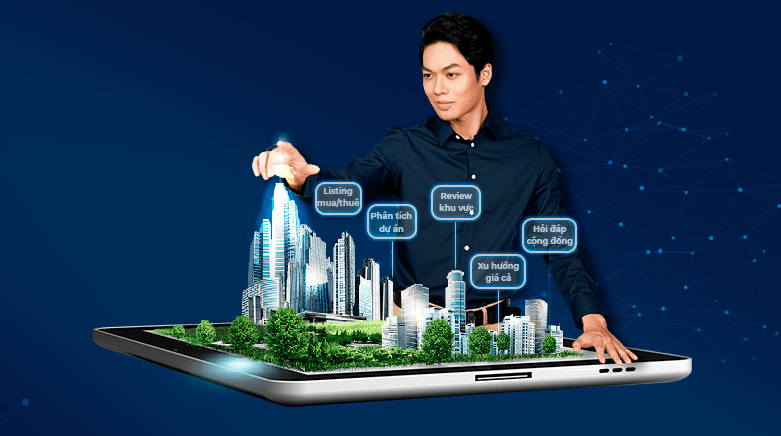 Listing
mua/thuê
Phân tích
dự án
Review
khu vực
Xu hướng
giá cả
Hỏi đáp
cộng đồng